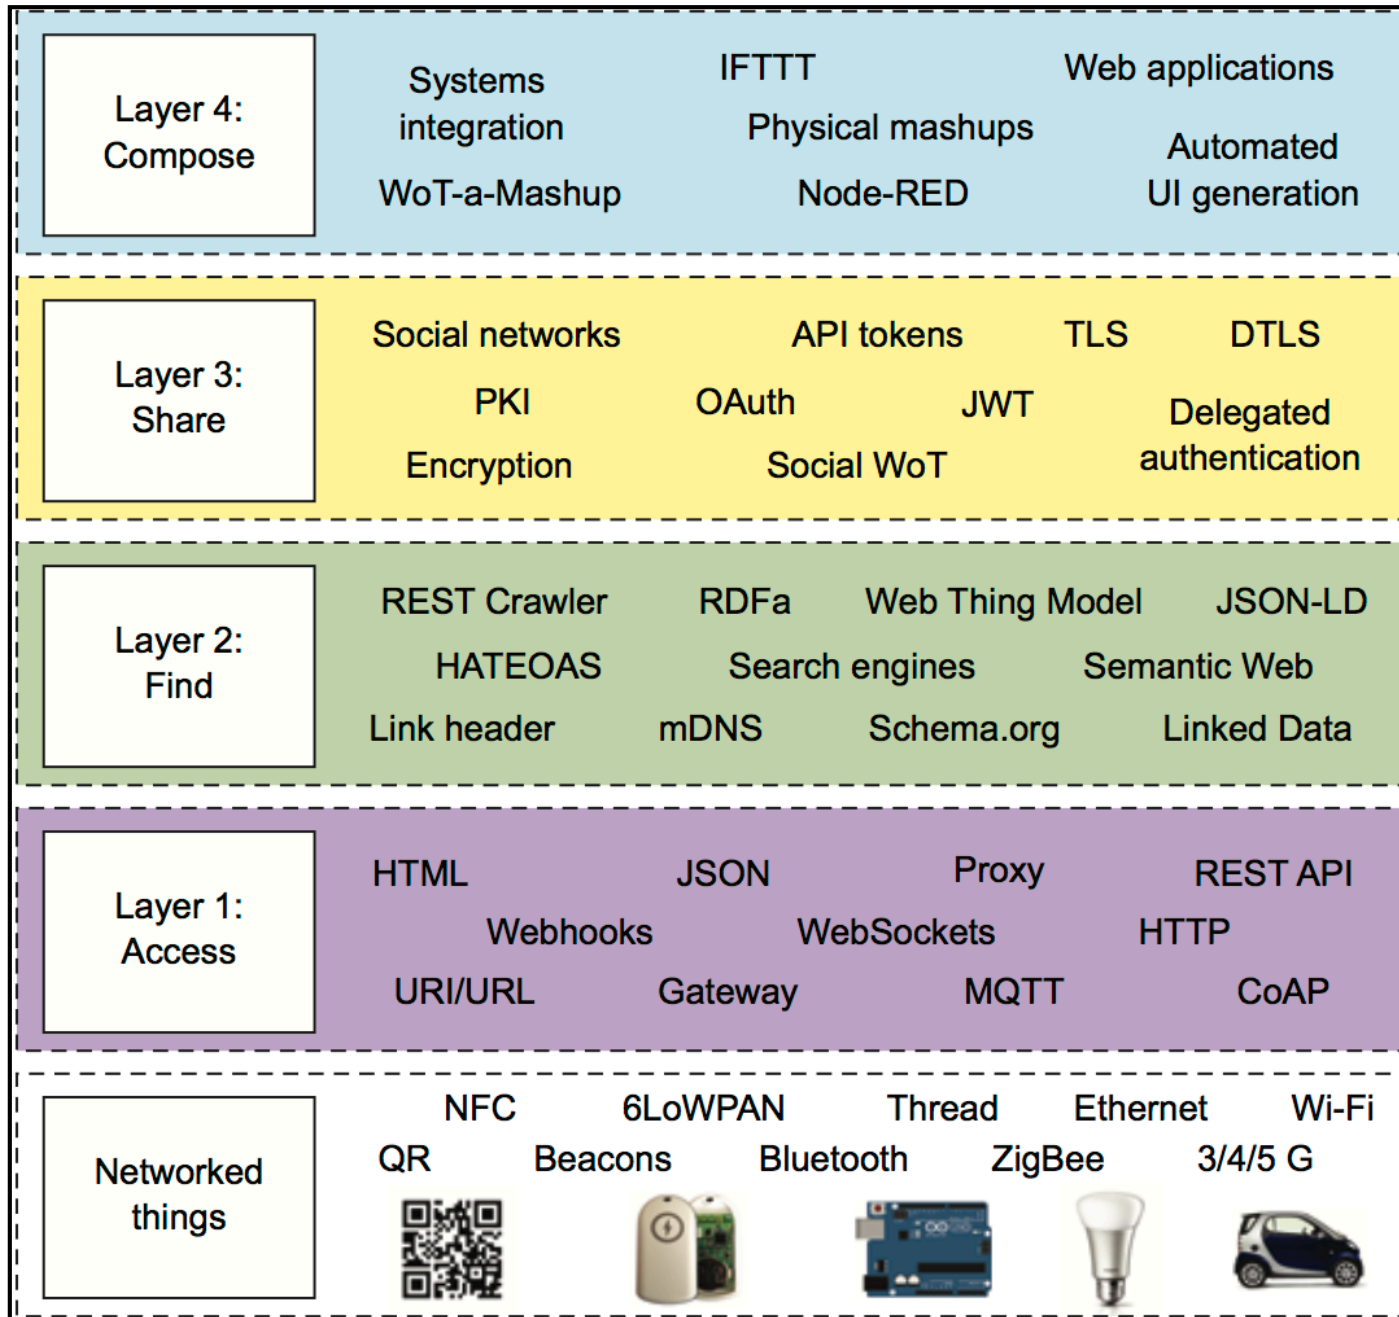 Layer 4:
Compose
Systems
integration
IFTTT
Web applications
Physical mashups
Automated
UI generation
WoT-a-Mashup
Node-RED
Layer 3:
Share
Social networks
API tokens
TLS
DTLS
PKI
OAuth
JWT
Delegated
authentication
Encryption
Social WoT
Layer 2:
Find
REST Crawler
RDFa
Web Thing Model
JSON-LD
HATEOAS
Search engines
Semantic Web
Link header
mDNS
Schema.org
Linked Data
Layer 1:
Access
HTML
JSON
Proxy
REST API
Webhooks
WebSockets
HTTP
URI/URL
Gateway
MQTT
CoAP
Networked
things
NFC
6LoWPAN
Thread
Ethernet
Wi-Fi
QR
Beacons
Bluetooth
ZigBee
3/4/5 G